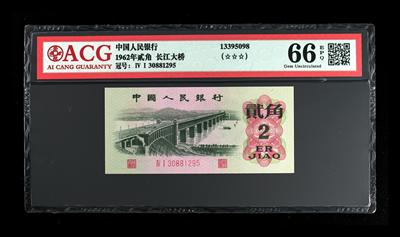 ACG
AI CANG GUARANTY
中国人民银行
1962年贰角 长江大桥
冠号: IV I 30881295
13395098
(☆☆☆)
66 EPQ
Gem Uncirculated
中国人民银行
贰角
2
ER
JIAO
IV I 30881295